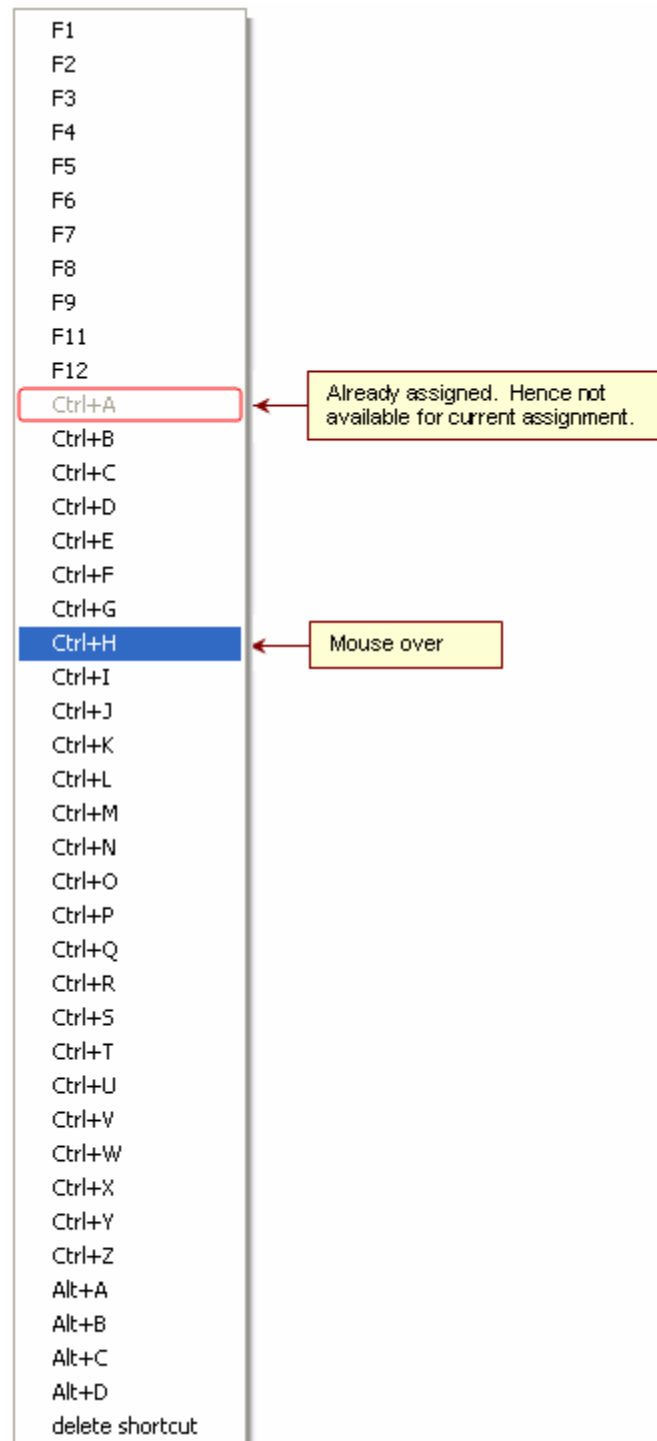 F1
F2
F3
F4
F5
F6
F7
F8
F9
F11
F12
Ctrl+A
Already assigned. Hence not
available for current assignment.
Ctrl+B
Ctrl+C
Ctrl+D
Ctrl+E
Ctrl+F
Ctrl+G
Ctrl+H
Mouse over
Ctrl+I
Ctrl+J
Ctrl+K
Ctrl+L
Ctrl+M
Ctrl+N
Ctrl+O
Ctrl+P
Ctrl+Q
Ctrl+R
Ctrl+S
Ctrl+T
Ctrl+U
Ctrl+V
Ctrl+W
Ctrl+X
Ctrl+Y
Ctrl+Z
Alt+A
Alt+B
Alt+C
Alt+D
delete shortcut